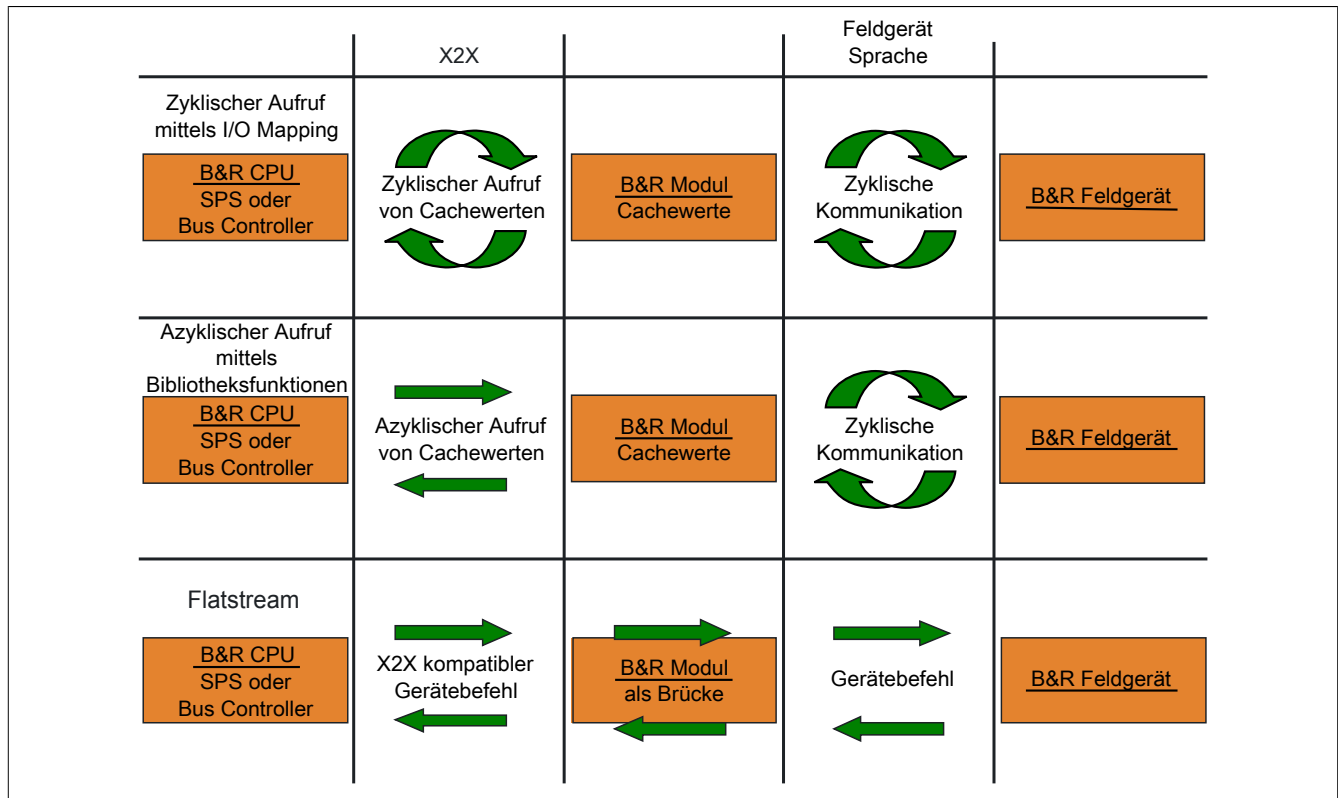 X2X
Feldgerät
Sprache
Zyklischer Aufruf
mittels I/O Mapping
B&R CPU
SPS oder
Bus Controller
Zyklischer Aufruf
von Cachewerten
B&R Modul
Cachewerte
Zyklische
Kommunikation
B&R Feldgerät
Azyklischer Aufruf
mittels
Bibliotheksfunktionen
B&R CPU
SPS oder
Bus Controller
Azyklischer Aufruf
von Cachewerten
B&R Modul
Cachewerte
Zyklische
Kommunikation
B&R Feldgerät
Flatstream
B&R CPU
SPS oder
Bus Controller
X2X kompatibler
Gerätebefehl
B&R Modul
als Brücke
Gerätebefehl
B&R Feldgerät